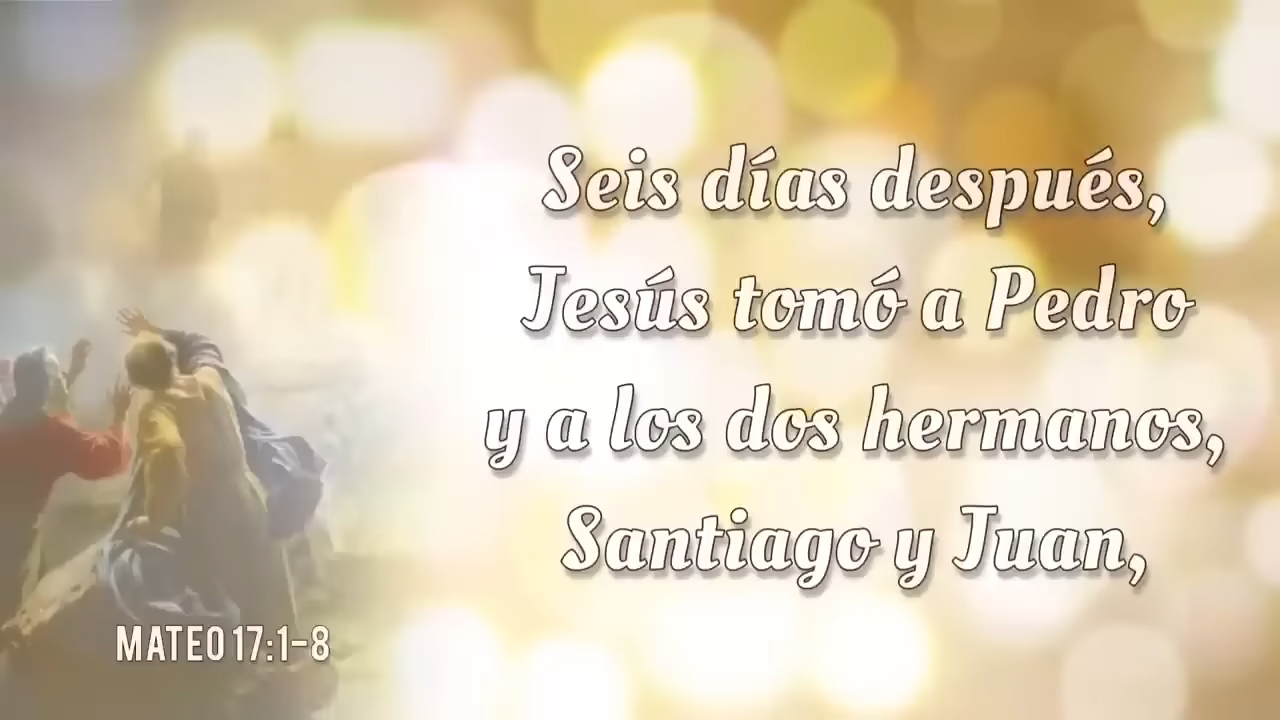 Seis días después,
Jesús tomó a Pedro
y a los dos hermanos,
Santiago y Juan,
MATEO 17:1-8